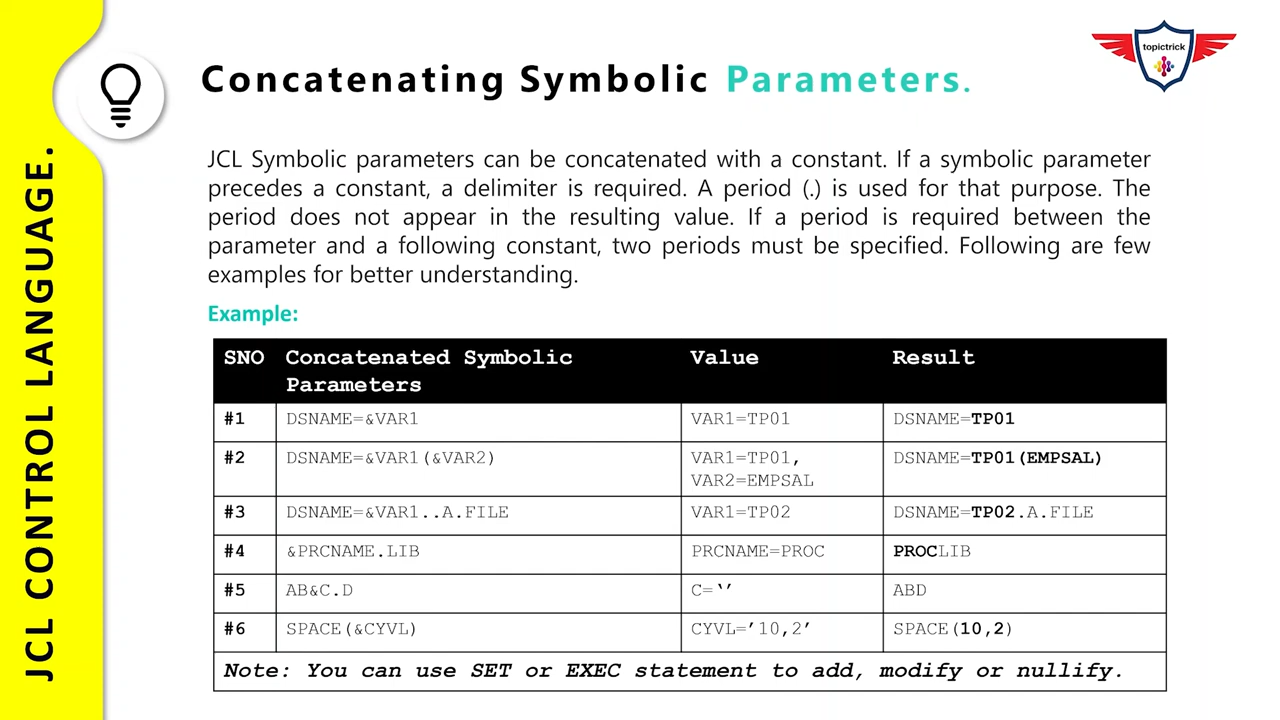 topictrick
Concatenating Symbolic Parameters.
JCL CONTROL LANGUAGE.
JCL Symbolic parameters can be concatenated with a constant. If a symbolic parameter
precedes a constant, a delimiter is required. A period (.) is used for that purpose. The
period does not appear in the resulting value. If a period is required between the
parameter and a following constant, two periods must be specified. Following are few
examples for better understanding.
Example:
SNO Concatenated Symbolic Parameters Value Result
#1 DSNAME=&VAR1 VAR1=TP01 DSNAME=TP01
#2 DSNAME=&VAR1(&VAR2) VAR1=TP01, VAR2=EMPSAL DSNAME=TP01(EMPSAL)
#3 DSNAME=&VAR1..A.FILE VAR1=TP02 DSNAME=TP02.A.FILE
#4 &PRCNAME.LIB PRCNAME=PROC PROCLIB
#5 AB&C.D C=‘’ ABD
#6 SPACE(&CYVL) CYVL=’10,2’ SPACE(10,2)
Note: You can use SET or EXEC statement to add, modify or nullify.